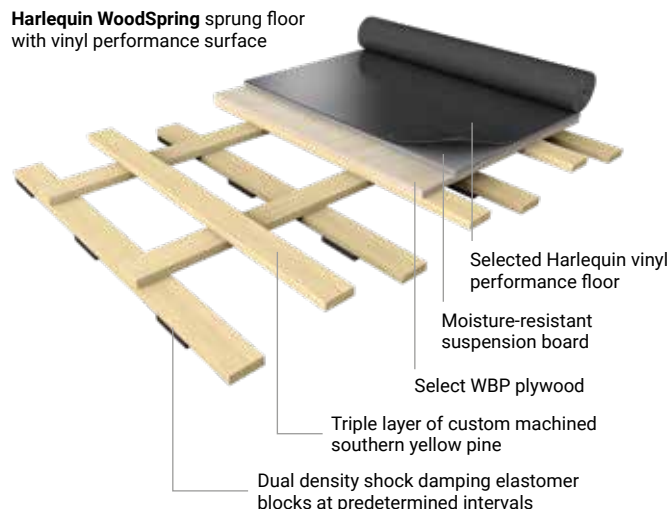 Harlequin WoodSpring sprung floor
with vinyl performance surface
Selected Harlequin vinyl
performance floor
Moisture-resistant
suspension board
Select WBP plywood
Triple layer of custom machined
southern yellow pine
Dual density shock damping elastomer
blocks at predetermined intervals